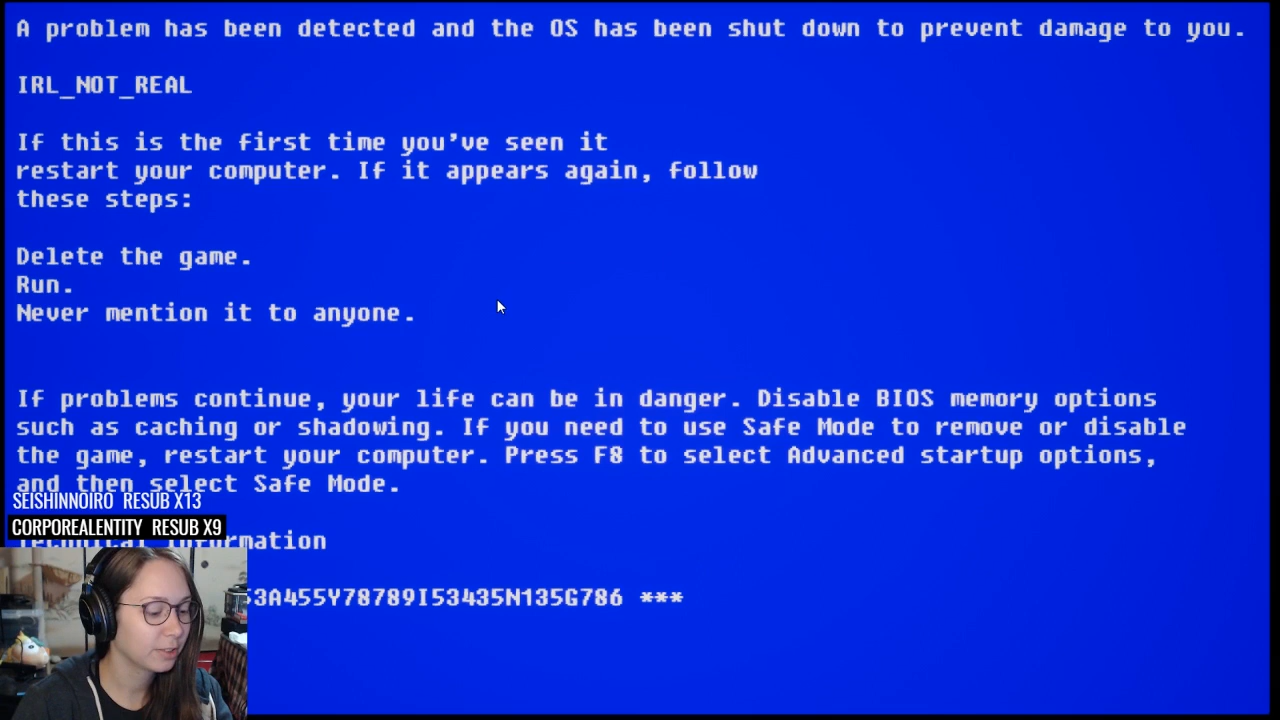 A problem has been detected and the OS has been shut down to prevent damage to you.
IRL_NOT_REAL
If this is the first time you've seen it
restart your computer. If it appears again, follow
these steps:
Delete the game.
Run.
Never mention it to anyone.
If problems continue, your life can be in danger. Disable BIOS memory options
such as caching or shadowing. If you need to use Safe Mode to remove or disable
the game, restart your computer. Press F8 to select Advanced startup options,
and then select Safe Mode.
SEISHINNOIRO RESUB X13
CORPOREALENTITY RESUB X9
Technical information
3A455Y78789I53435N135G786 ***